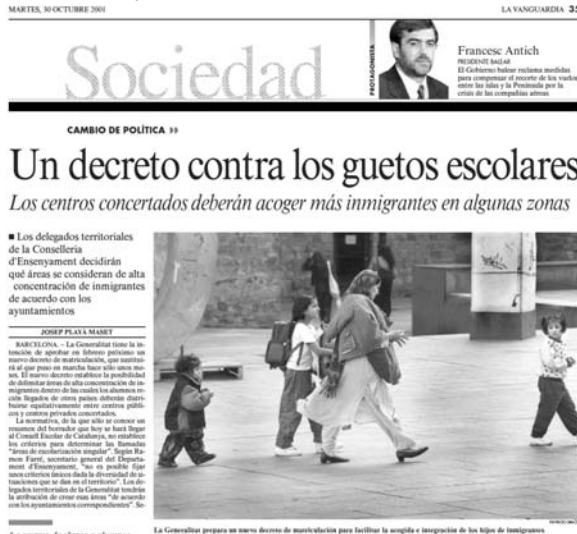 MARTES, 30 OCTUBRE 2001
LA VANGUARDIA 35
Sociedad
PROTAGONISTA
Francesc Antich
PRESIDENTE BALEAR
El Gobierno balear reclama medidas
para compensar el recorte de los vuelos
entre las islas y la Península por la
crisis de las compañías aéreas
CAMBIO DE POLÍTICA
Un decreto contra los guetos escolares
Los centros concertados deberán acoger más inmigrantes en algunas zonas
■ Los delegados territoriales
de la Conselleria
d'Ensenyament decidirán
qué áreas se consideran de alta
concentración de inmigrantes
de acuerdo con los
ayuntamientos
JOSEP PLAYÀ MASET
BARCELONA. – La Generalitat tiene la in-
tención de aprobar en febrero próximo un
nuevo decreto de matriculación, que sustitui-
rá al que puso en marcha hace sólo unos me-
ses. El nuevo decreto establece la posibilidad
de delimitar áreas de alta concentración de in-
migrantes dentro de las cuales los alumnos re-
cién llegados de otros países deberán distri-
buirse equitativamente entre centros públi-
cos y centros privados concertados.
La normativa, de la que sólo se conoce un
resumen del borrador que hoy se hará llegar
al Consell Escolar de Catalunya, no establece
los criterios para determinar las llamadas
"áreas de escolarización singular". Según Ra-
mon Farré, secretario general del Departa-
ment d'Ensenyament, "no es posible fijar
unos criterios únicos dada la diversidad de si-
tuaciones que se dan en el territorio". Los de-
legados territoriales de la Generalitat tendrán
la atribución de crear esas áreas "de acuerdo
con los ayuntamientos correspondientes". Se-
La Generalitat prepara un nuevo decreto de matriculación para facilitar la acogida e integración de los hijos de inmigrantes